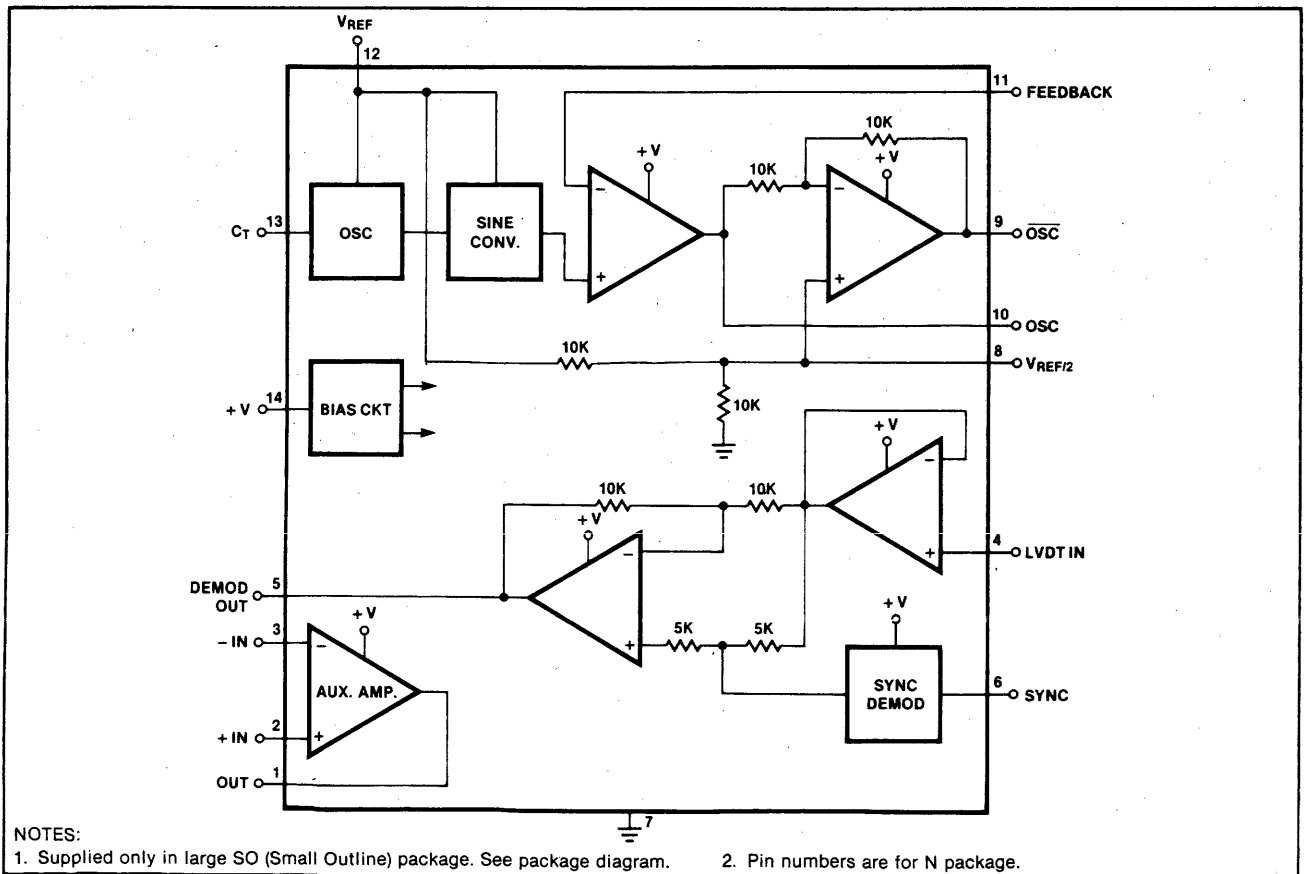 VREF
12
11
FEEDBACK
10K
+V
+V
10K
−
−
13
CT
OSC
SINE
CONV.
9
OSC
+
+
10
OSC
10K
8
VREF/2
+V
14
BIAS CKT
10K
+V
−
10K
10K
+V
4
LVDT IN
+
−
DEMOD
OUT
5
+V
+V
− IN
3
−
5K
5K
+
SYNC
DEMOD
6
SYNC
AUX. AMP.
+ IN
2
+
OUT
1
7
NOTES:
1. Supplied only in large SO (Small Outline) package. See package diagram.
2. Pin numbers are for N package.